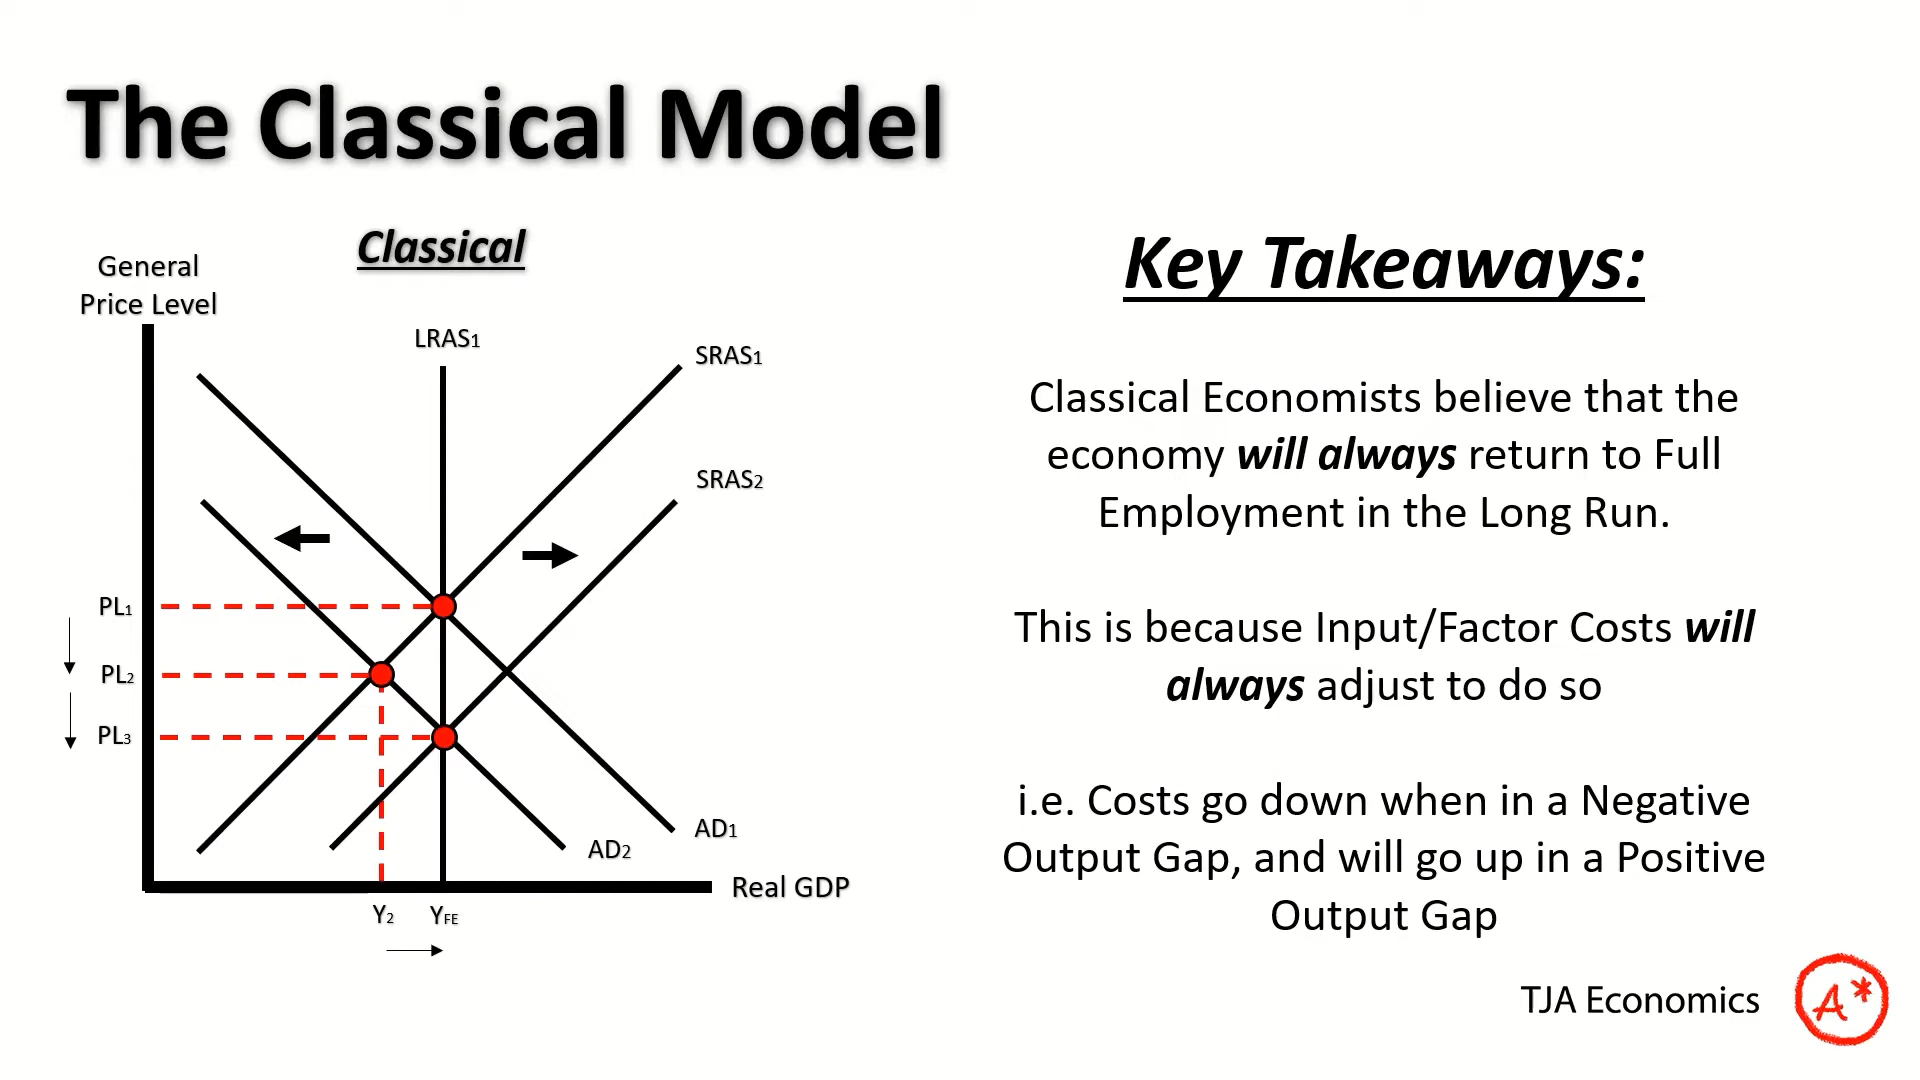 The Classical Model
Classical
General
Price Level
LRAS1
SRAS1
SRAS2
PL1
PL2
PL3
AD1
AD2
Real GDP
Y2
YFE
Key Takeaways:
Classical Economists believe that the
economy will always return to Full
Employment in the Long Run.
This is because Input/Factor Costs will
always adjust to do so
i.e. Costs go down when in a Negative
Output Gap, and will go up in a Positive
Output Gap
TJA Economics
A*